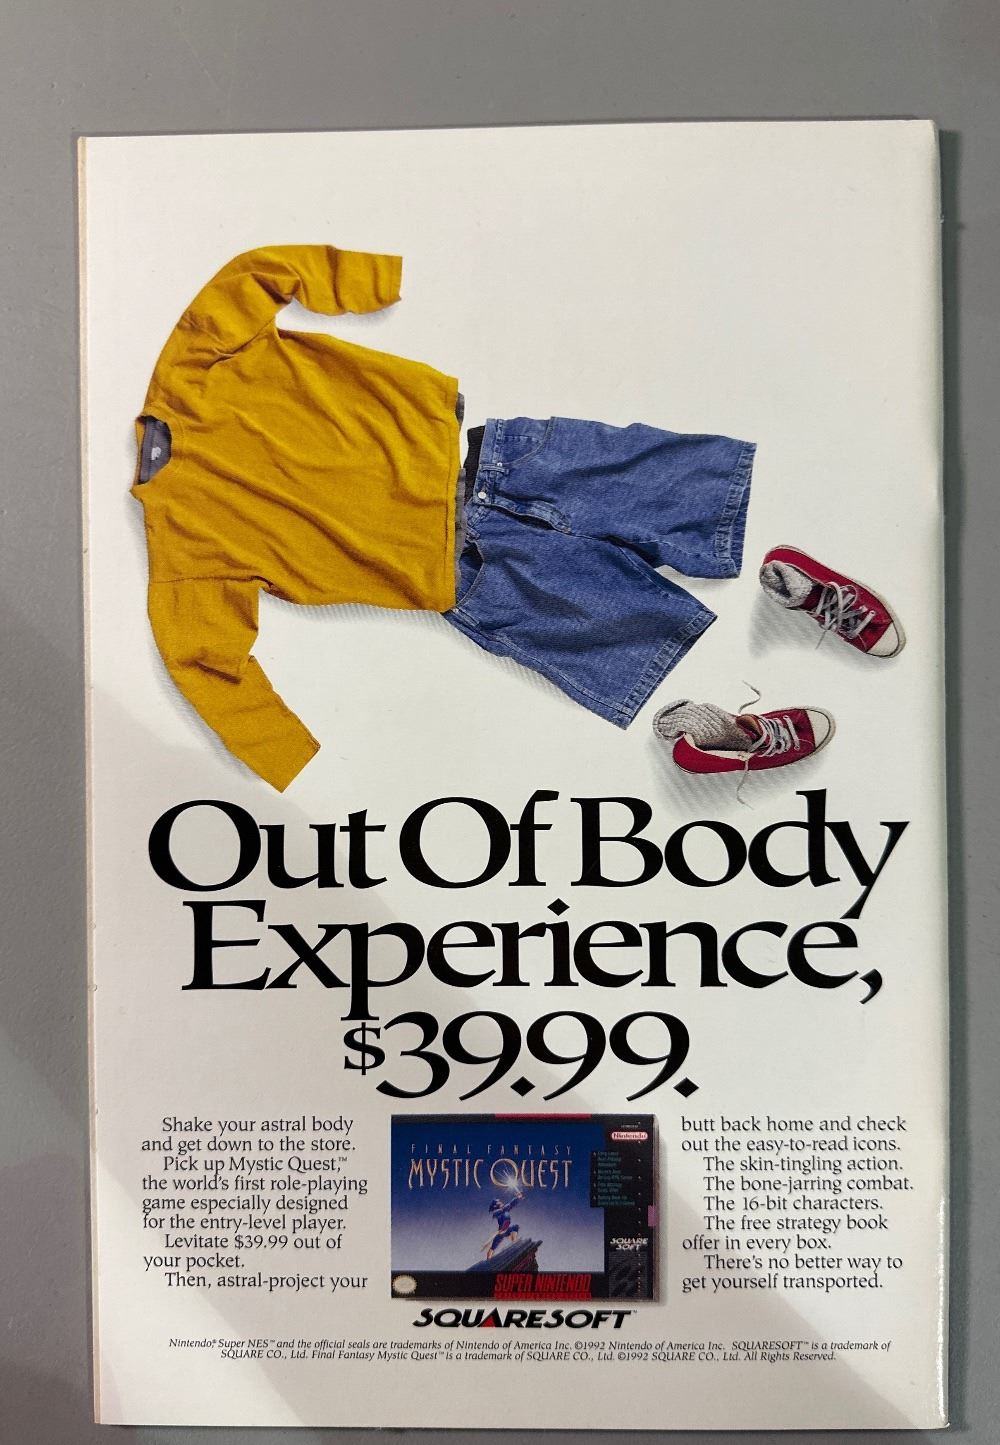 Out Of Body
Experience,
$39.99.
Shake your astral body
and get down to the store.
Pick up Mystic Quest,™
the world's first role-playing
game especially designed
for the entry-level player.
Levitate $39.99 out of
your pocket.
Then, astral-project your
FINAL FANTASY
MYSTIC QUEST
Nintendo
SQUARE
SOFT
SUPER NINTENDO
SQUARESOFT™
butt back home and check
out the easy-to-read icons.
The skin-tingling action.
The bone-jarring combat.
The 16-bit characters.
The free strategy book
offer in every box.
There's no better way to
get yourself transported.
Nintendo,® Super NES™ and the official seals are trademarks of Nintendo of America Inc. ©1992 Nintendo of America Inc. SQUARESOFT™ is a trademark of
SQUARE CO., Ltd. Final Fantasy Mystic Quest™ is a trademark of SQUARE CO., Ltd. ©1992 SQUARE CO., Ltd. All Rights Reserved.